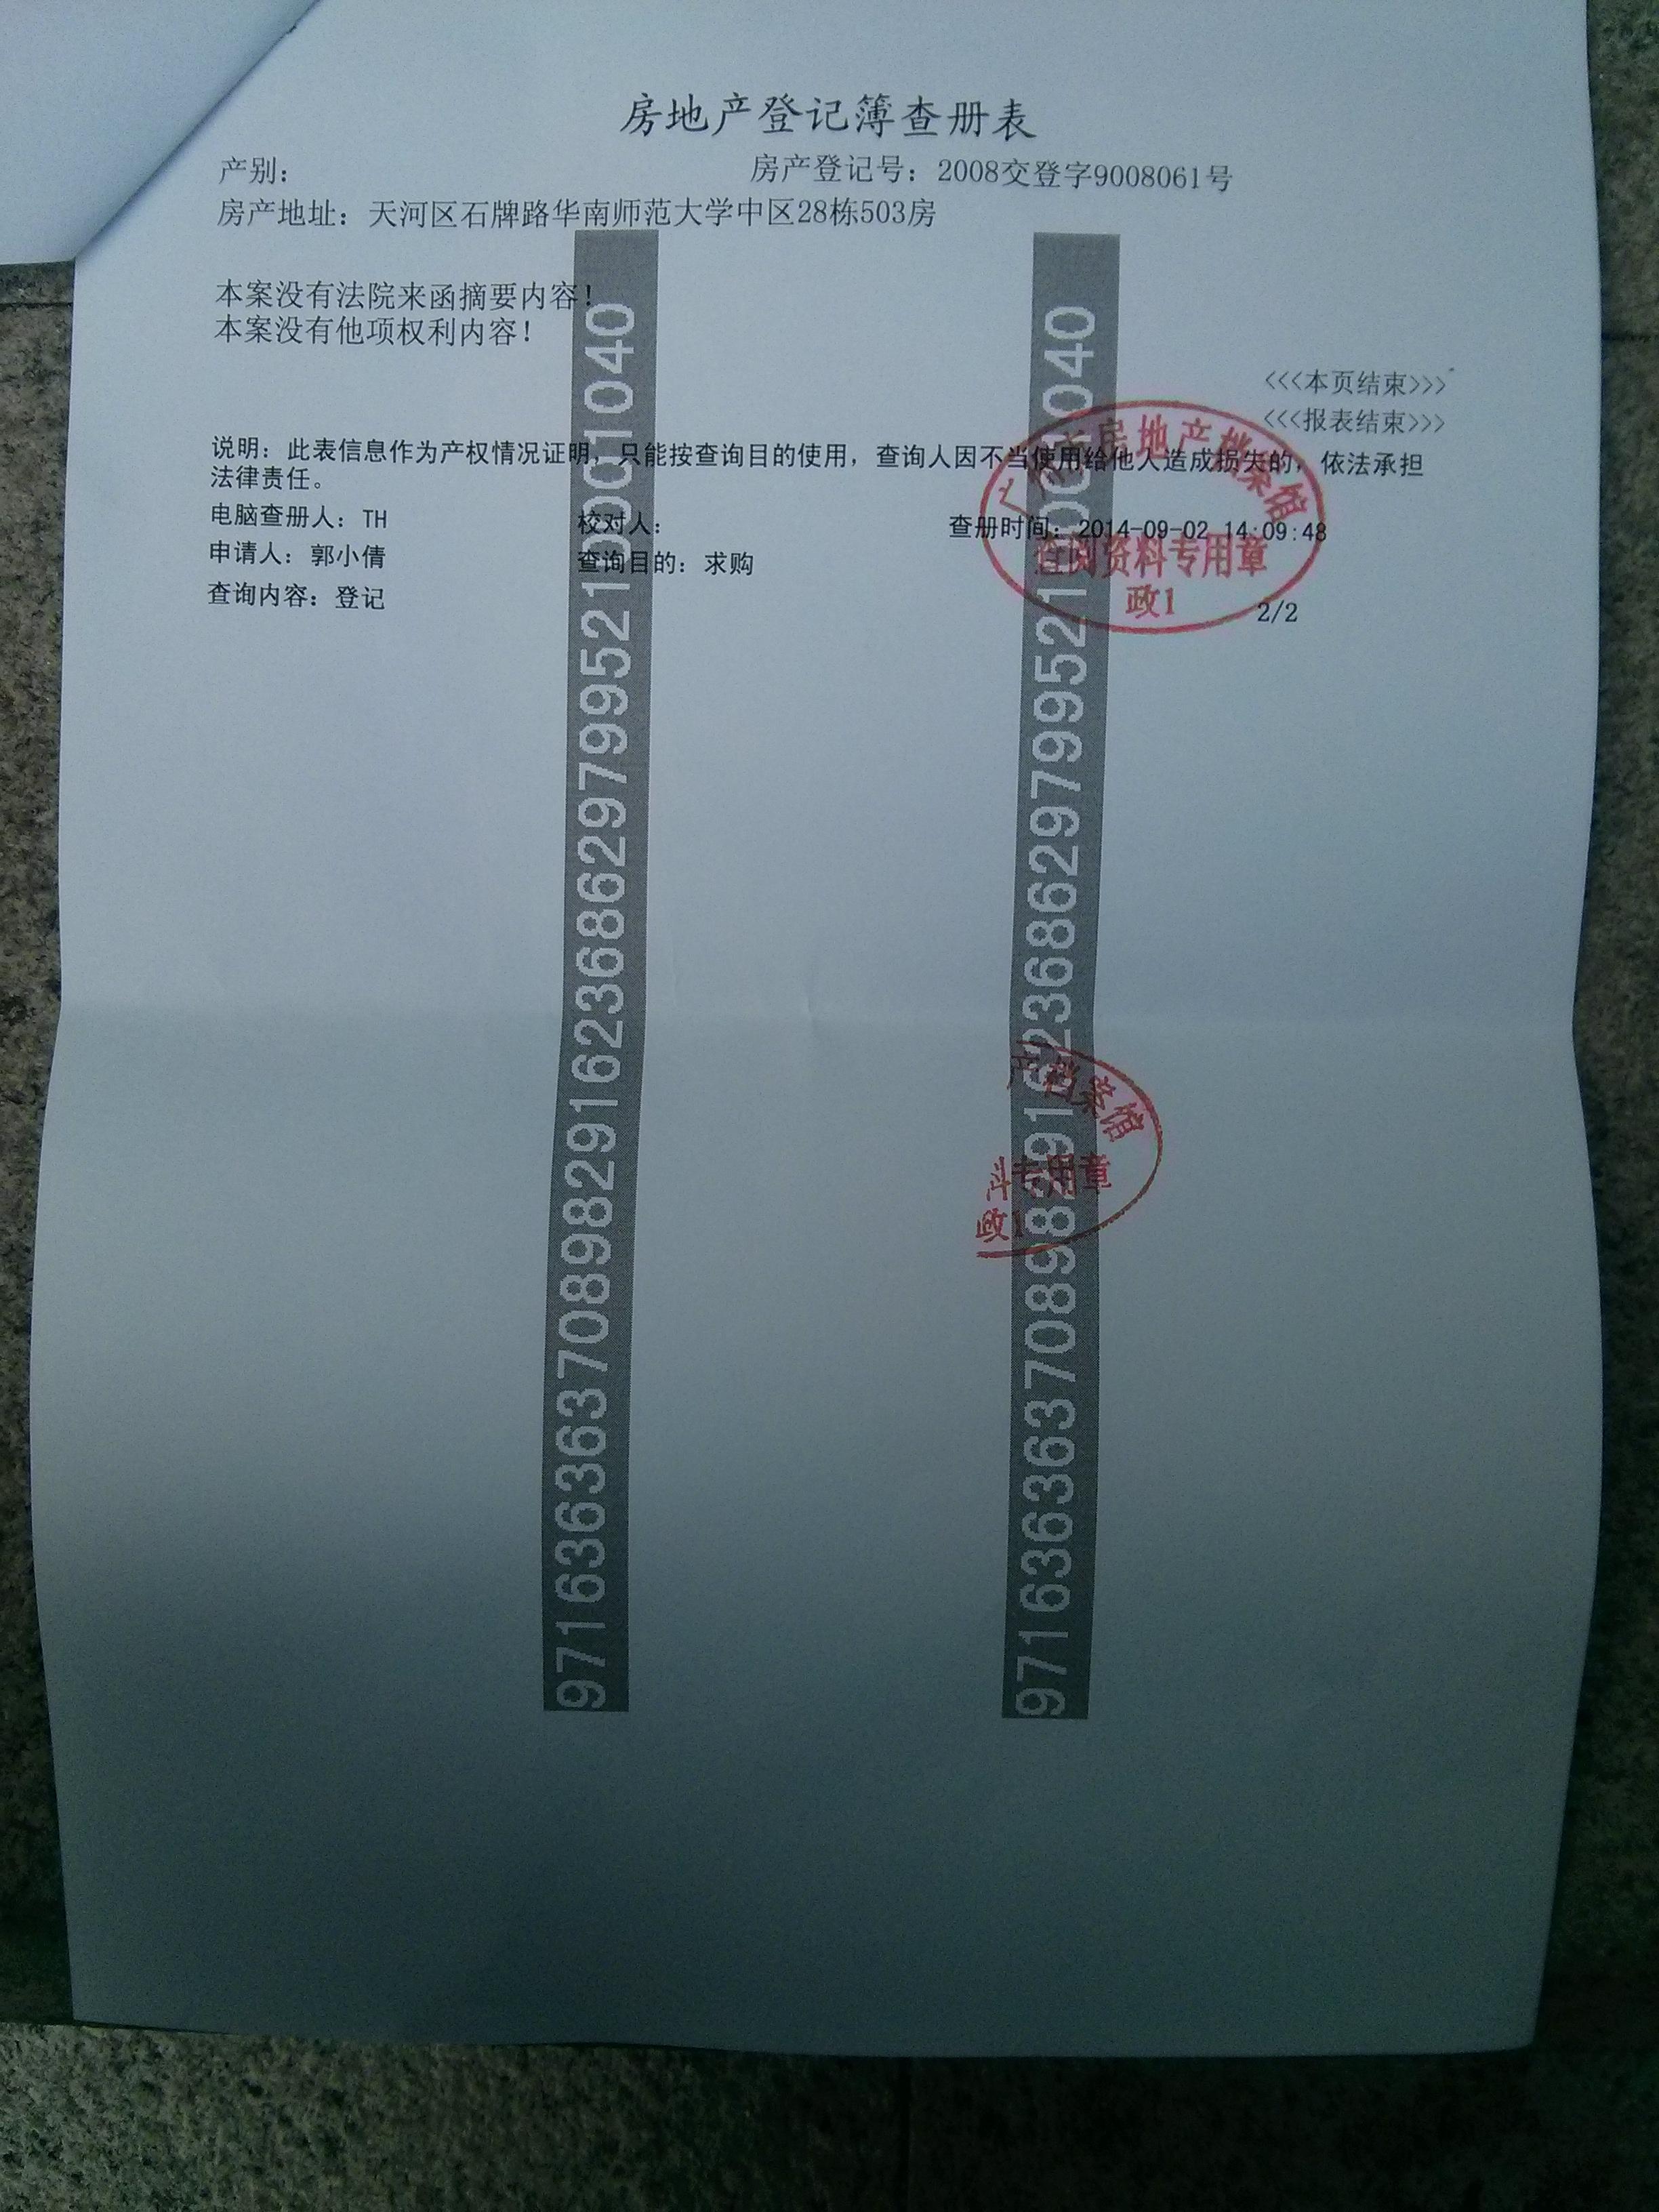 房地产登记簿查册表
产别：
房产登记号：2008交登字9008061号
房产地址：天河区石牌路华南师范大学中区28栋503房
本案没有法院来函摘要内容！
本案没有他项权利内容！
<<<本页结束>>>
<<<报表结束>>>
说明：此表信息作为产权情况证明，只能按查询目的使用，查询人因不当使用给他人造成损失的，依法承担
法律责任。
电脑查册人：TH
校对人：
查册时间：2014-09-02 14:09:48
申请人：郭小倩
查询目的：求购
查询内容：登记
2/2
广州市房地产档案馆
查阅资料专用章
政1
产档案馆
料专用章
政1
971636363708982916236862979952100001040
971636363708982916236862979952100001040